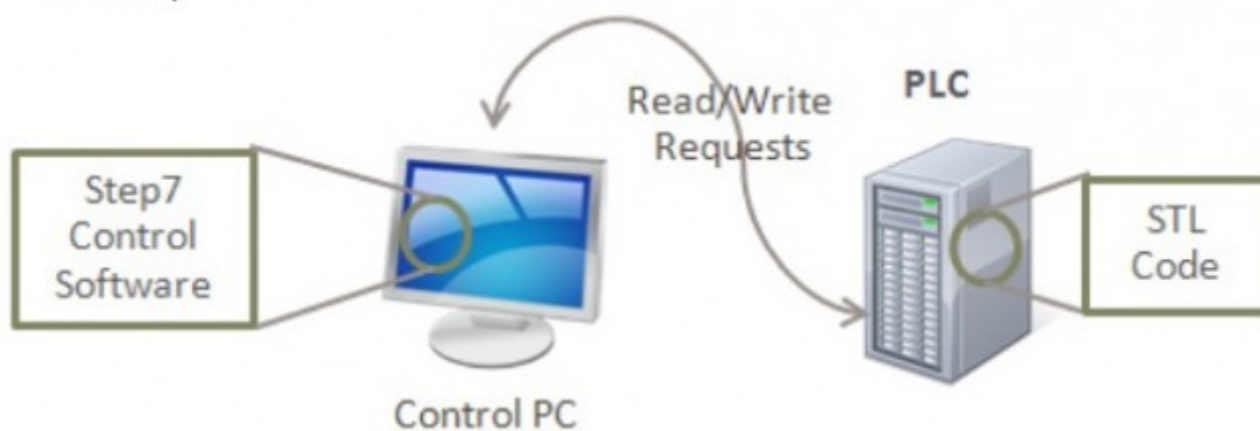 Step7
Control
Software
Control PC
Read/Write
Requests
PLC
STL
Code